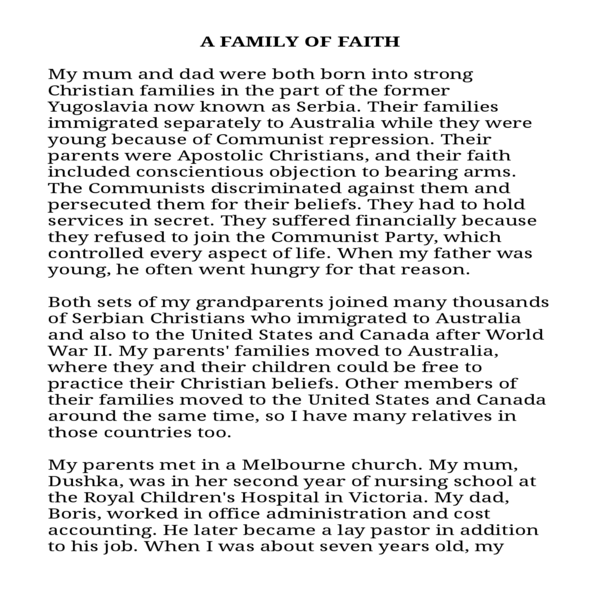 A FAMILY OF FAITH
My mum and dad were both born into strong
Christian families in the part of the former
Yugoslavia now known as Serbia. Their families
immigrated separately to Australia while they were
young because of Communist repression. Their
parents were Apostolic Christians, and their faith
included conscientious objection to bearing arms.
The Communists discriminated against them and
persecuted them for their beliefs. They had to hold
services in secret. They suffered financially because
they refused to join the Communist Party, which
controlled every aspect of life. When my father was
young, he often went hungry for that reason.
Both sets of my grandparents joined many thousands
of Serbian Christians who immigrated to Australia
and also to the United States and Canada after World
War II. My parents' families moved to Australia,
where they and their children could be free to
practice their Christian beliefs. Other members of
their families moved to the United States and Canada
around the same time, so I have many relatives in
those countries too.
My parents met in a Melbourne church. My mum,
Dushka, was in her second year of nursing school at
the Royal Children's Hospital in Victoria. My dad,
Boris, worked in office administration and cost
accounting. He later became a lay pastor in addition
to his job. When I was about seven years old, my